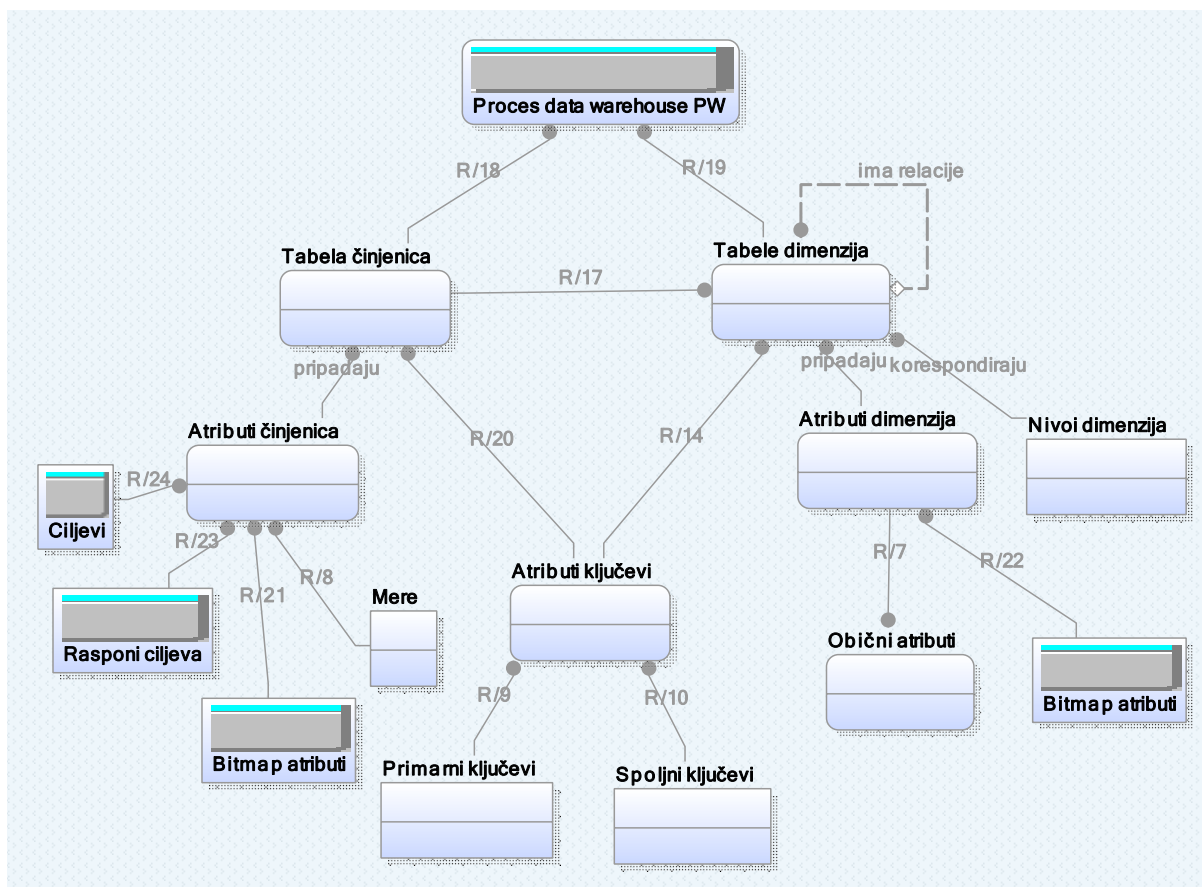 Proces data warehouse PW
R/18
R/19
ima relacije
Tabela činjenica
Tabele dimenzija
R/17
pripadaju
pripadaju
korespondiraju
Atributi činjenica
R/20
R/14
Atributi dimenzija
Nivoi dimenzija
R/24
Ciljevi
R/23
R/21
R/8
R/7
R/22
Atributi ključevi
Mere
Rasponi ciljeva
Obični atributi
R/9
R/10
Bitmap atributi
Bitmap atributi
Primarni ključevi
Spoljni ključevi